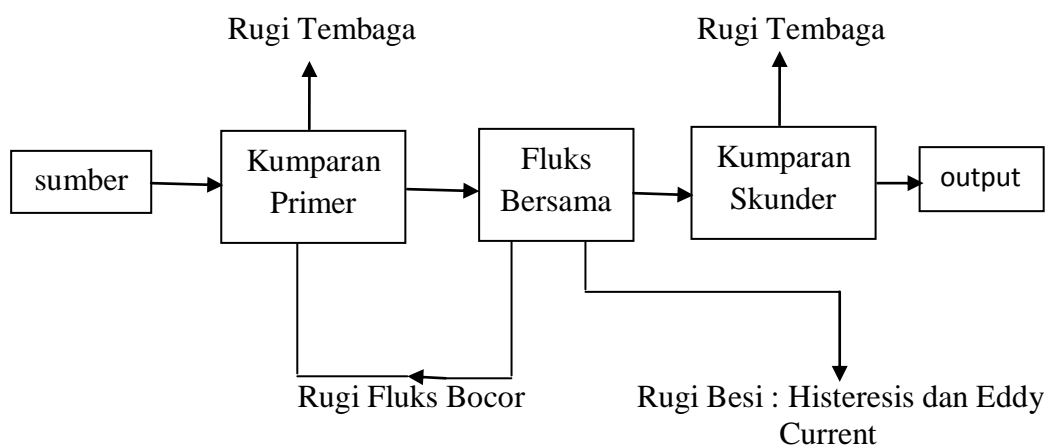 Rugi Tembaga
Rugi Tembaga
sumber
Kumparan
Primer
Fluks
Bersama
Kumparan
Skunder
output
Rugi Fluks Bocor
Rugi Besi : Histeresis dan Eddy
Current